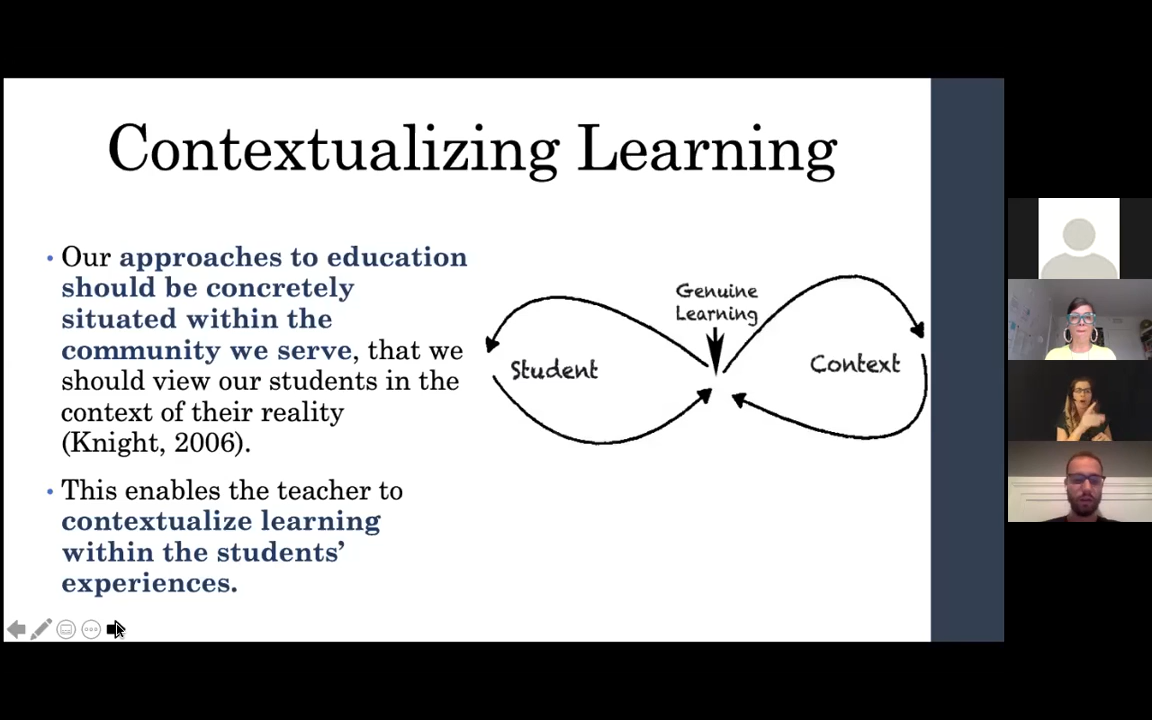 Contextualizing Learning
• Our approaches to education
should be concretely
situated within the
community we serve, that we
should view our students in the
context of their reality
(Knight, 2006).
• This enables the teacher to
contextualize learning
within the students’
experiences.
Genuine
Learning
Student
Context